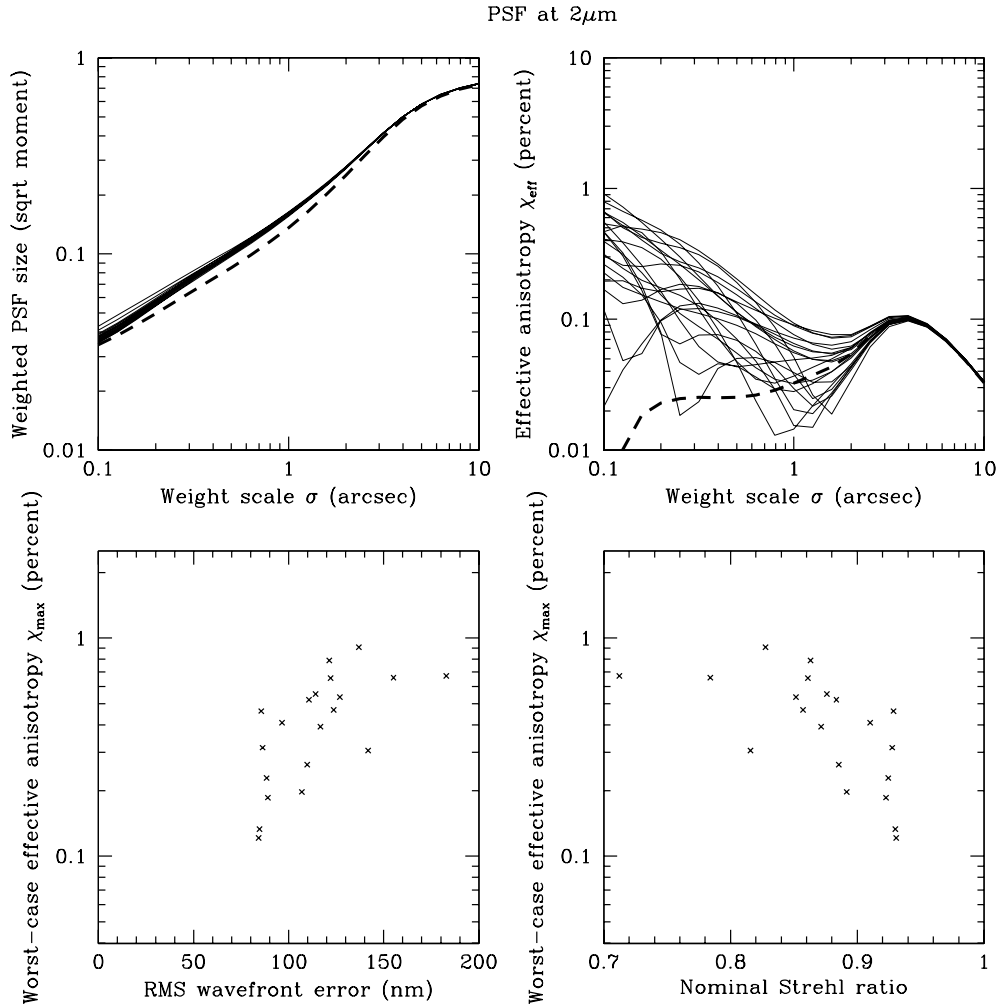 PSF at 2μm
Weighted PSF size (sqrt moment)
1
0.1
0.01
0.1
1
10
Weight scale σ (arcsec)
Effective anisotropy χeff (percent)
10
1
0.1
0.01
0.1
1
10
Weight scale σ (arcsec)
Worst-case effective anisotropy χmax (percent)
1
0.1
0
50
100
150
200
RMS wavefront error (nm)
Worst-case effective anisotropy χmax (percent)
1
0.1
0.7
0.8
0.9
1
Nominal Strehl ratio